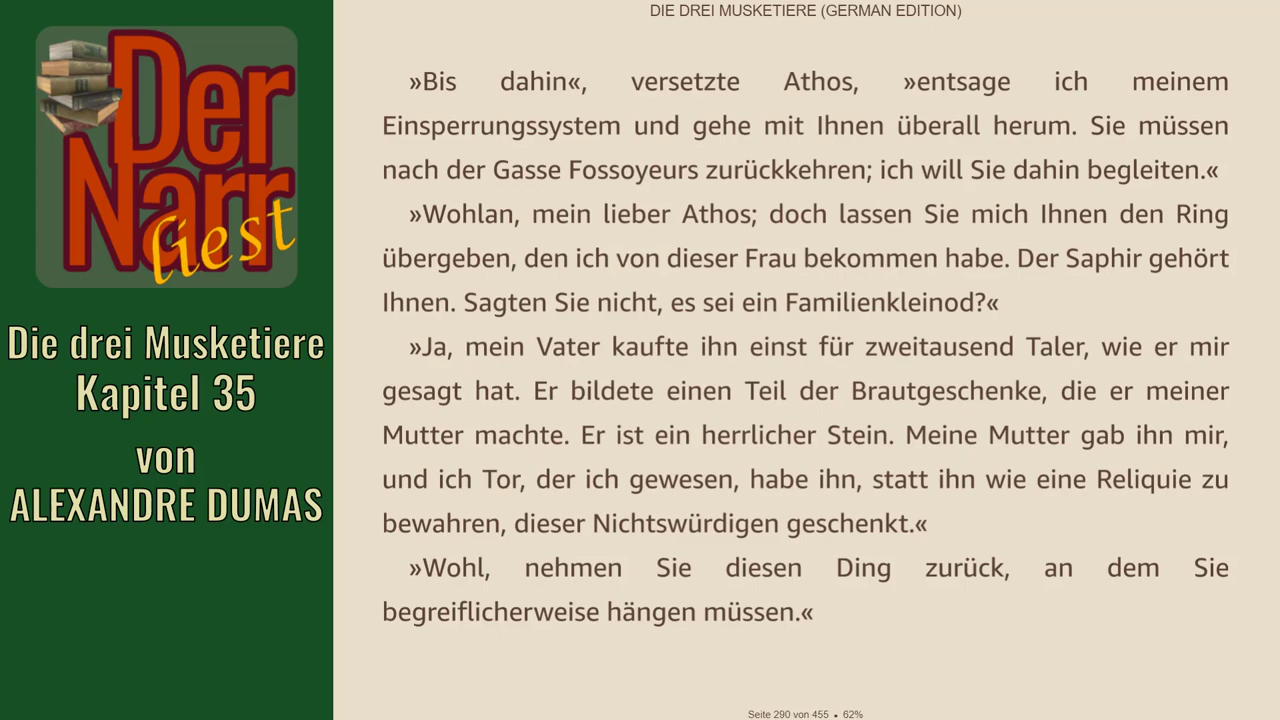 Der
Narr
liest
Die drei Musketiere
Kapitel 35
von
ALEXANDRE DUMAS
DIE DREI MUSKETIERE (GERMAN EDITION)
»Bis dahin«, versetzte Athos, »entsage ich meinem
Einsperrungssystem und gehe mit Ihnen überall herum. Sie müssen
nach der Gasse Fossoyeurs zurückkehren; ich will Sie dahin begleiten.«
»Wohlan, mein lieber Athos; doch lassen Sie mich Ihnen den Ring
übergeben, den ich von dieser Frau bekommen habe. Der Saphir gehört
Ihnen. Sagten Sie nicht, es sei ein Familienkleinod?«
»Ja, mein Vater kaufte ihn einst für zweitausend Taler, wie er mir
gesagt hat. Er bildete einen Teil der Brautgeschenke, die er meiner
Mutter machte. Er ist ein herrlicher Stein. Meine Mutter gab ihn mir,
und ich Tor, der ich gewesen, habe ihn, statt ihn wie eine Reliquie zu
bewahren, dieser Nichtswürdigen geschenkt.«
»Wohl, nehmen Sie diesen Ding zurück, an dem Sie
begreiflicherweise hängen müssen.«
Seite 290 von 455 • 62%